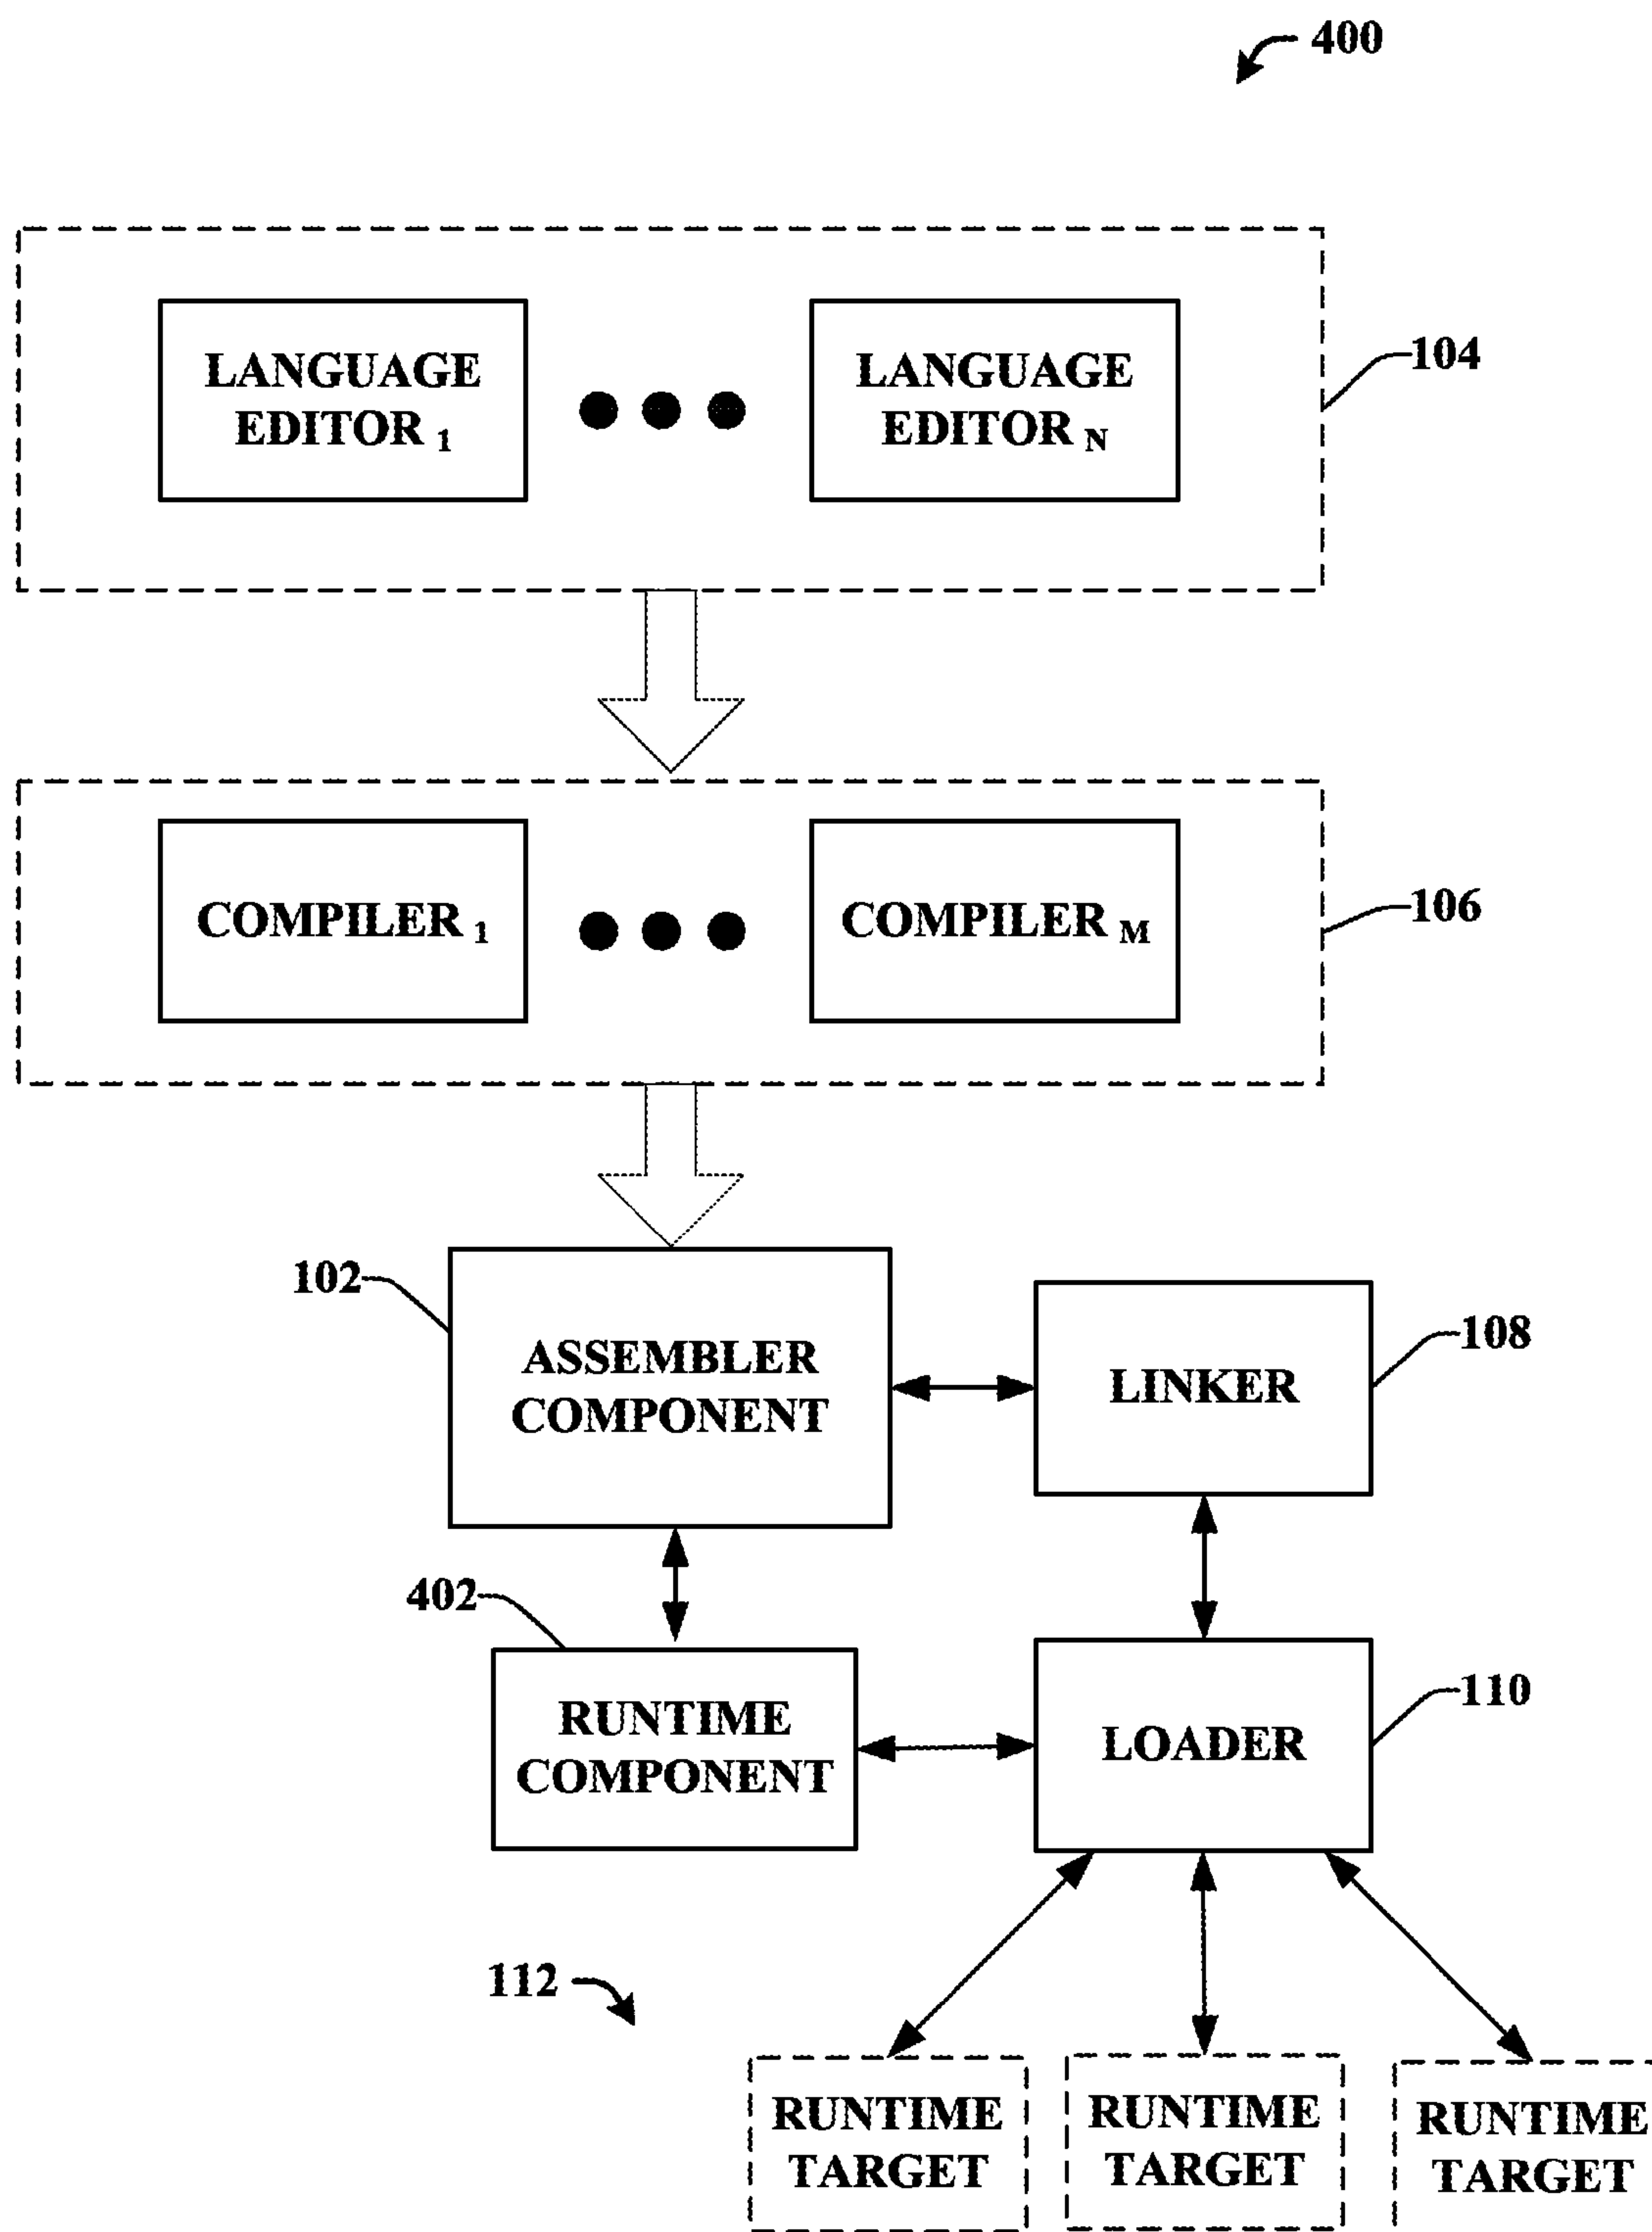 400
LANGUAGE
EDITOR 1
LANGUAGE
EDITOR N
104
COMPILER 1
COMPILER M
106
102
ASSEMBLER
COMPONENT
LINKER
108
402
RUNTIME
COMPONENT
LOADER
110
112
RUNTIME
TARGET
RUNTIME
TARGET
RUNTIME
TARGET